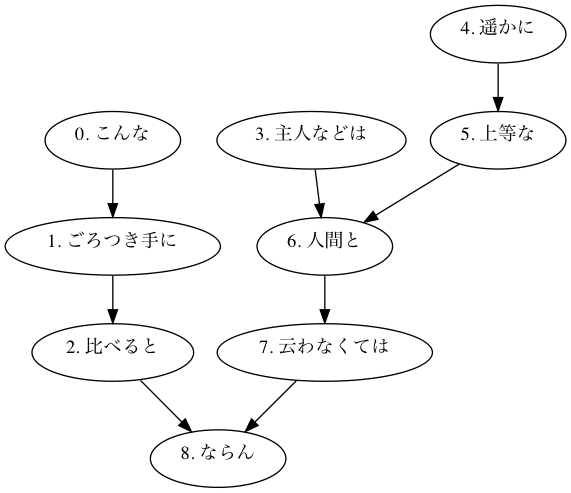 4. 遥かに
0. こんな
3. 主人などは
5. 上等な
1. ごろつき手に
6. 人間と
2. 比べると
7. 云わなくては
8. ならん